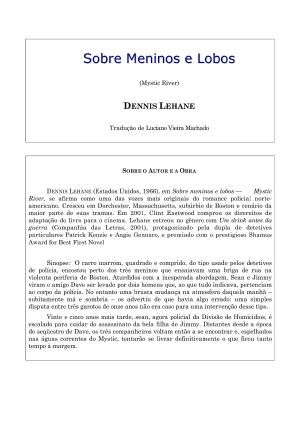 Sobre Meninos e Lobos
(Mystic River)
DENNIS LEHANE
Tradução de Luciano Vieira Machado
SOBRE O AUTOR E A OBRA
DENNIS LEHANE (Estados Unidos, 1966), em Sobre meninos e lobos — Mystic
River, se afirma como uma das vozes mais originais do romance policial norte-
americano. Cresceu em Dorchester, Massachusetts, subúrbio de Boston e cenário da
maior parte de suas tramas. Em 2001, Clint Eastwood comprou os direitos de
adaptação do livro para o cinema. Lehane estreou no gênero com Um drink antes da
guerra (Companhia das Letras, 2001), protagonizado pela dupla de detetives
particulares Patrick Kenzie e Angie Gennaro, e premiado com o prestigioso Shamus
Award for Best First Novel
Sinopse: O carro marrom, quadrado e comprido, do tipo usado pelos detetives
de polícia, encostou perto dos três meninos que ensaiavam uma briga de rua na
violenta periferia de Boston. Aturdidos com a inesperada abordagem, Sean e Jimmy
viram o amigo Dave ser levado por dois homens que, ao que tudo indicava, pertenciam
ao corpo de polícia. No entanto uma brusca mudança na atmosfera daquela manhã –
subitamente má e sombria – os advertiu de que havia algo errado: uma simples
disputa entre três garotos de onze anos não era caso para uma intervenção desse tipo.
Vinte e cinco anos mais tarde, sean, agora policial da Divisão de Homicídios, é
escalado para cuidar do assassinato da bela filha de Jimmy. Distantes desde a época
do seqüestro de Dave, os três companheiros voltam então a se encontrar e, espelhados
nas águas correntes do Mystic, tentarão se livrar definitivamente o que ficou tanto
tempo à margem.